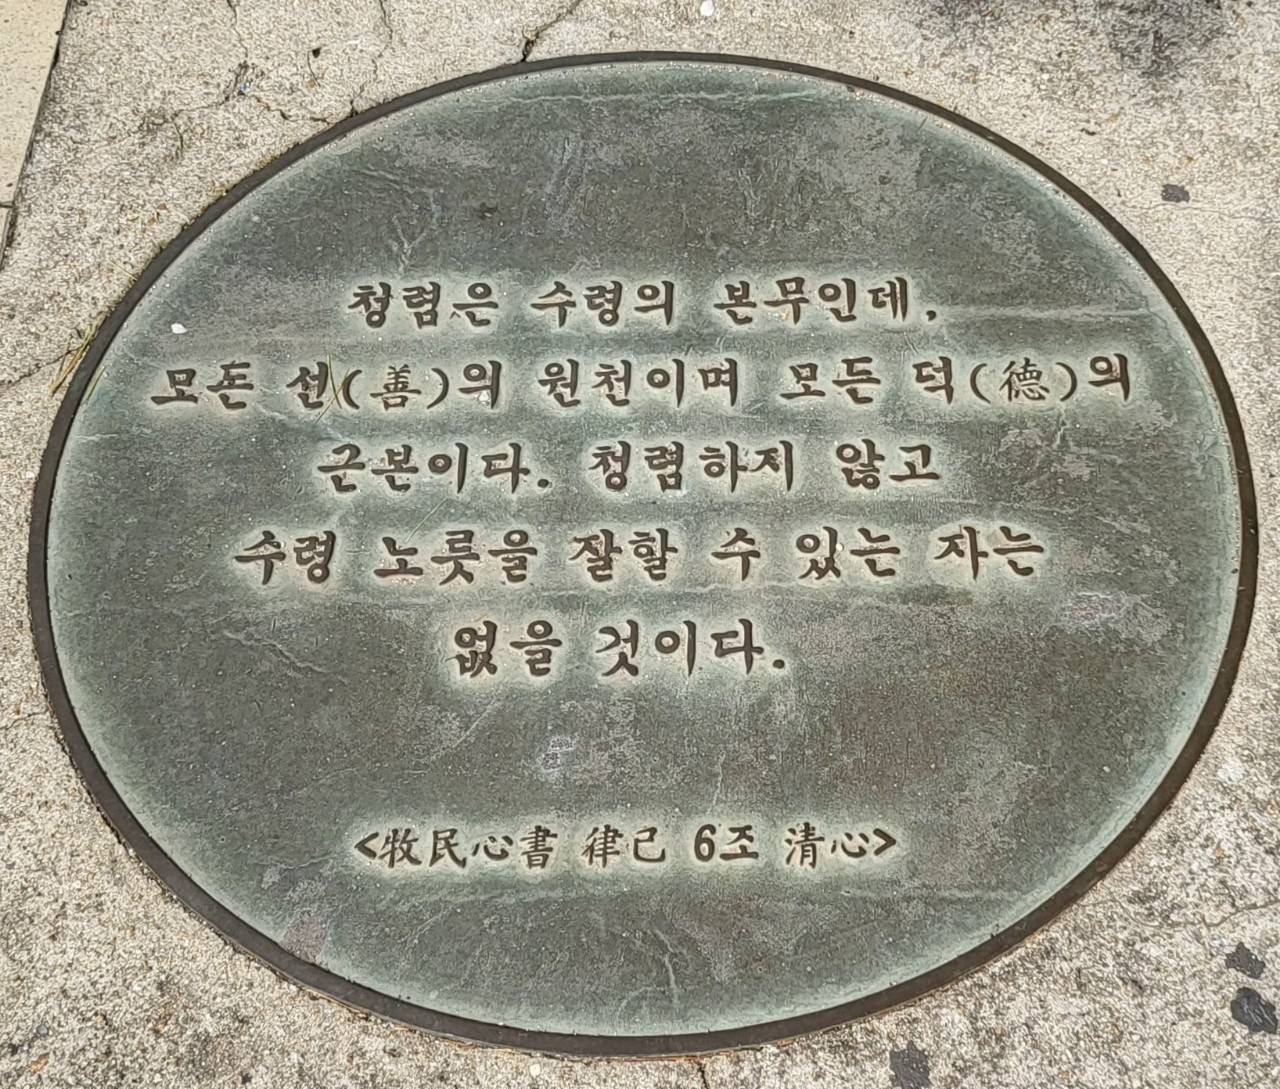 청렴은 수령의 본무인데,
모든 선(善)의 원천이며 모든 덕(德)의
근본이다. 청렴하지 않고
수령 노릇을 잘할 수 있는 자는
없을 것이다.
<牧民心書 律己 6조 清心>